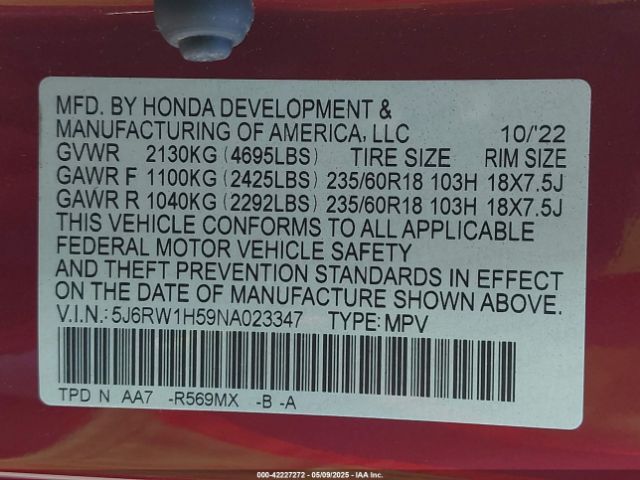 MFD. BY HONDA DEVELOPMENT &
MANUFACTURING OF AMERICA, LLC 10/'22
GVWR 2130KG (4695LBS) TIRE SIZE RIM SIZE
GAWR F 1100KG (2425LBS) 235/60R18 103H 18X7.5J
GAWR R 1040KG (2292LBS) 235/60R18 103H 18X7.5J
THIS VEHICLE CONFORMS TO ALL APPLICABLE
FEDERAL MOTOR VEHICLE SAFETY
AND THEFT PREVENTION STANDARDS IN EFFECT
ON THE DATE OF MANUFACTURE SHOWN ABOVE.
V.I.N.: 5J6RW1H59NA023347 TYPE: MPV
TPD N AA7 -R569MX -B -A
000-42227272 - 05/09/2025 - IAA Inc.